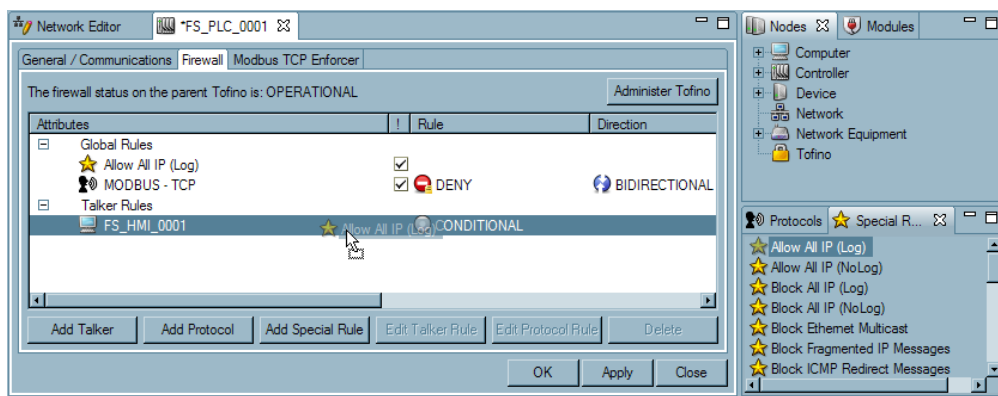 Network Editor
*FS_PLC_0001
General / Communications Firewall Modbus TCP Enforcer
The firewall status on the parent Tofino is: OPERATIONAL
Administer Tofino
Attributes ! Rule Direction
Global Rules
Allow All IP (Log)
MODBUS - TCP DENY BIDIRECTIONAL
Talker Rules
FS_HMI_0001 Allow All IP (Log) CONDITIONAL
Add Talker Add Protocol Add Special Rule Edit Talker Rule Edit Protocol Rule Delete
OK Apply Close
Nodes Modules
Computer
Controller
Device
Network
Network Equipment
Tofino
Protocols Special R...
Allow All IP (Log)
Allow All IP (NoLog)
Block All IP (Log)
Block All IP (NoLog)
Block Ethernet Multicast
Block Fragmented IP Messages
Block ICMP Redirect Messages